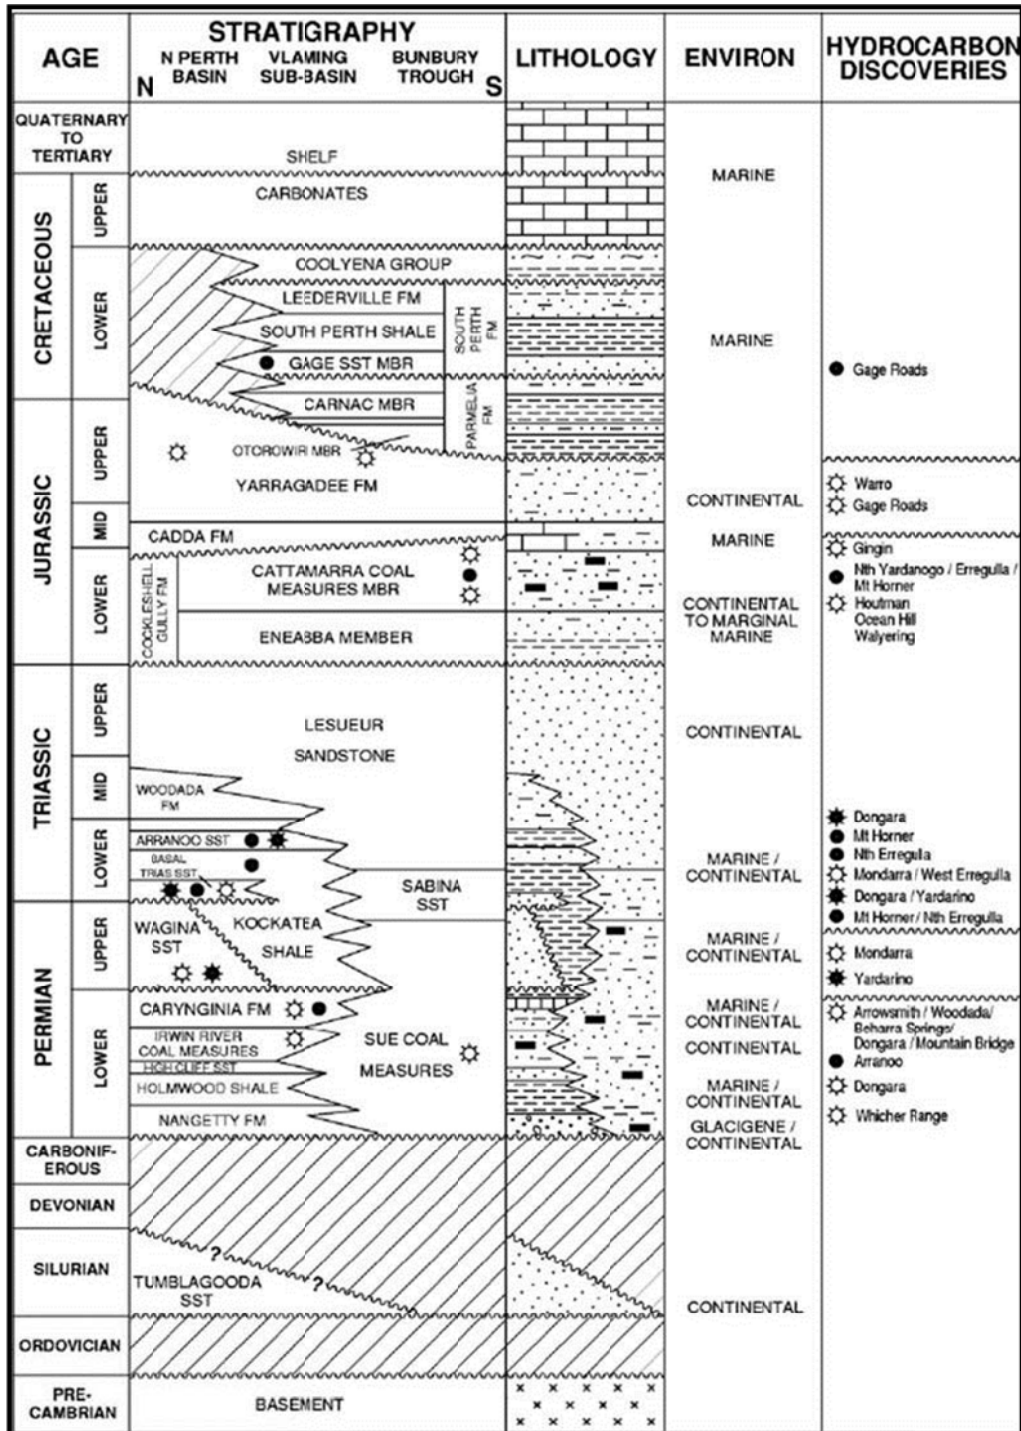 AGE
STRATIGRAPHY
N PERTH BASIN
VLAMING SUB-BASIN
BUNBURY TROUGH
N
S
LITHOLOGY
ENVIRON
HYDROCARBON DISCOVERIES
QUATERNARY
TO
TERTIARY
SHELF
CARBONATES
MARINE
CRETACEOUS
UPPER
LOWER
COOLYENA GROUP
LEEDERVILLE FM
SOUTH PERTH SHALE
GAGE SST MBR
SOUTH PERTH FM
CARNAC MBR
PARMELIA FM
MARINE
Gage Roads
JURASSIC
UPPER
MID
LOWER
OTOROWIR MBR
YARRAGADEE FM
CONTINENTAL
Warro
Gage Roads
CADDA FM
MARINE
Gingin
COCKLESHELL GULLY FM
CATTAMARRA COAL
MEASURES MBR
ENEABBA MEMBER
CONTINENTAL
TO MARGINAL
MARINE
Nth Yardanogo / Erregulla /
Mt Horner
Houtman
Ocean Hill
Walyering
TRIASSIC
UPPER
MID
LOWER
LESUEUR
SANDSTONE
CONTINENTAL
WOODADA
FM
ARRANOO SST
BASAL
TRIAS SST
SABINA
SST
MARINE /
CONTINENTAL
Dongara
Mt Horner
Nth Erregulla
Mondarra / West Erregulla
Dongara / Yardarino
Mt Horner / Nth Erregulla
PERMIAN
UPPER
LOWER
WAGINA
SST
KOCKATEA
SHALE
MARINE /
CONTINENTAL
Mondarra
Yardarino
CARYNGINIA FM
IRWIN RIVER
COAL MEASURES
HIGH CLIFF SST
HOLMWOOD SHALE
NANGETTY FM
SUE COAL
MEASURES
MARINE /
CONTINENTAL
CONTINENTAL
MARINE /
CONTINENTAL
GLACIGENE /
CONTINENTAL
Arrowsmith / Woodada/
Beharra Springs/
Dongara / Mountain Bridge
Arranoo
Dongara
Whicher Range
CARBONIF-
EROUS
DEVONIAN
SILURIAN
?
?
TUMBLAGOODA
SST
CONTINENTAL
ORDOVICIAN
PRE-
CAMBRIAN
BASEMENT